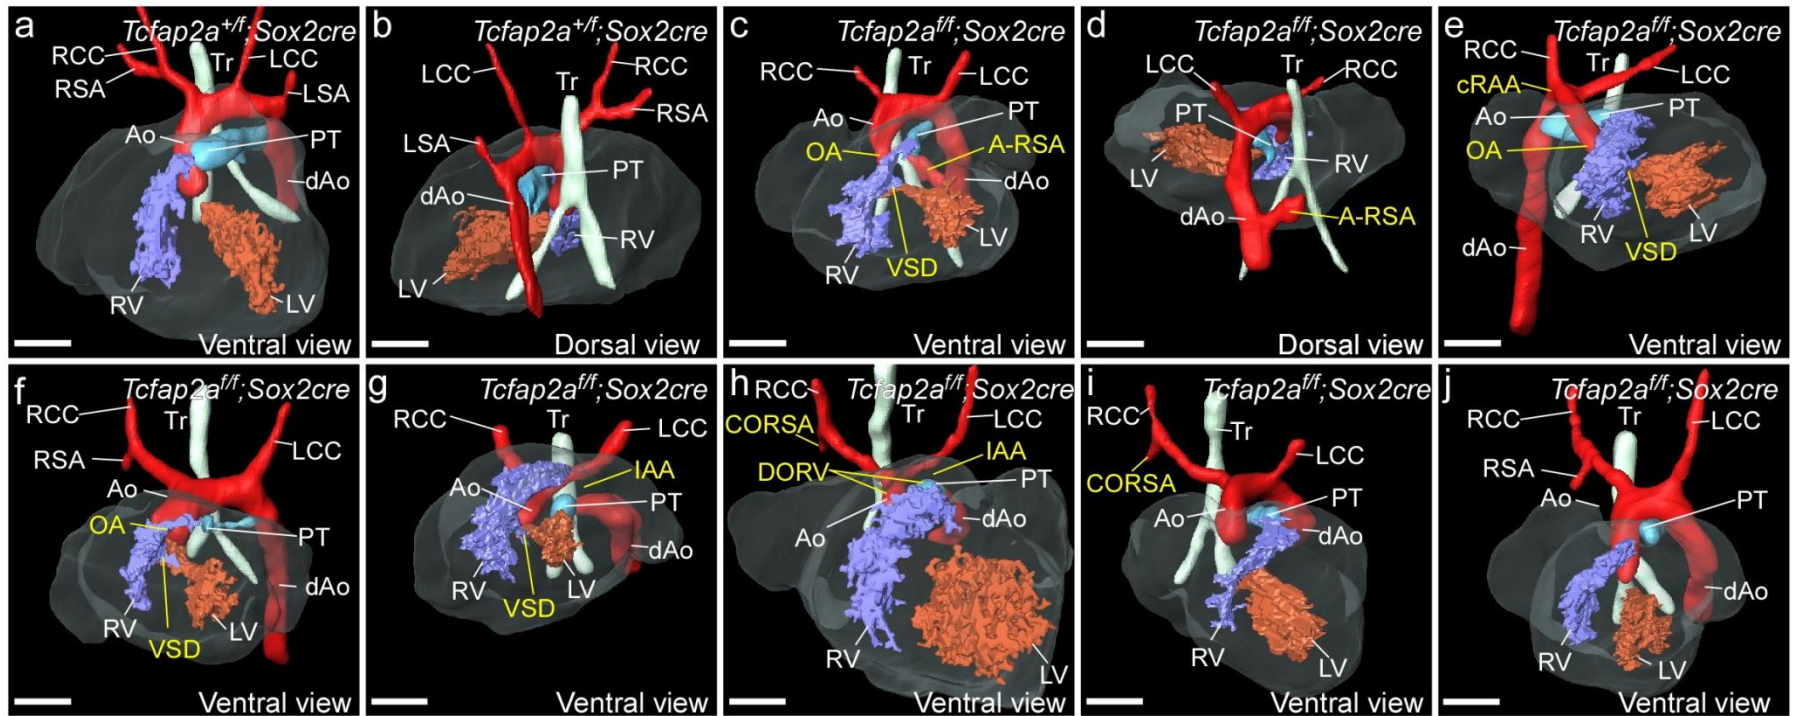 a
Tcfap2a+/f;Sox2cre
RCC
LCC
RSA
Tr
LSA
Ao
PT
dAo
RV
LV
Ventral view
b
Tcfap2a+/f;Sox2cre
LCC
RCC
Tr
RSA
LSA
PT
dAo
RV
LV
Dorsal view
c
Tcfap2af/f;Sox2cre
RCC
Tr
LCC
PT
Ao
A-RSA
OA
dAo
LV
RV
VSD
Ventral view
d
Tcfap2af/f;Sox2cre
LCC
Tr
RCC
PT
LV
RV
dAo
A-RSA
Dorsal view
e
Tcfap2af/f;Sox2cre
RCC
Tr
LCC
cRAA
PT
Ao
OA
RV
LV
dAo
VSD
Ventral view
f
Tcfap2af/f;Sox2cre
RCC
Tr
LCC
RSA
Ao
OA
PT
dAo
RV
LV
VSD
Ventral view
g
Tcfap2af/f;Sox2cre
RCC
Tr
LCC
IAA
Ao
PT
dAo
RV
LV
VSD
Ventral view
h
Tcfap2af/f;Sox2cre
RCC
Tr
LCC
CORSA
IAA
DORV
PT
dAo
Ao
RV
LV
Ventral view
i
Tcfap2af/f;Sox2cre
RCC
Tr
LCC
CORSA
PT
Ao
dAo
RV
LV
Ventral view
j
Tcfap2af/f;Sox2cre
RCC
Tr
LCC
RSA
Ao
PT
dAo
RV
LV
Ventral view